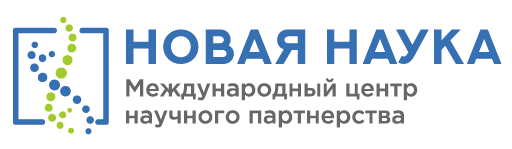 НОВАЯ НАУКА
Международный центр
научного партнерства